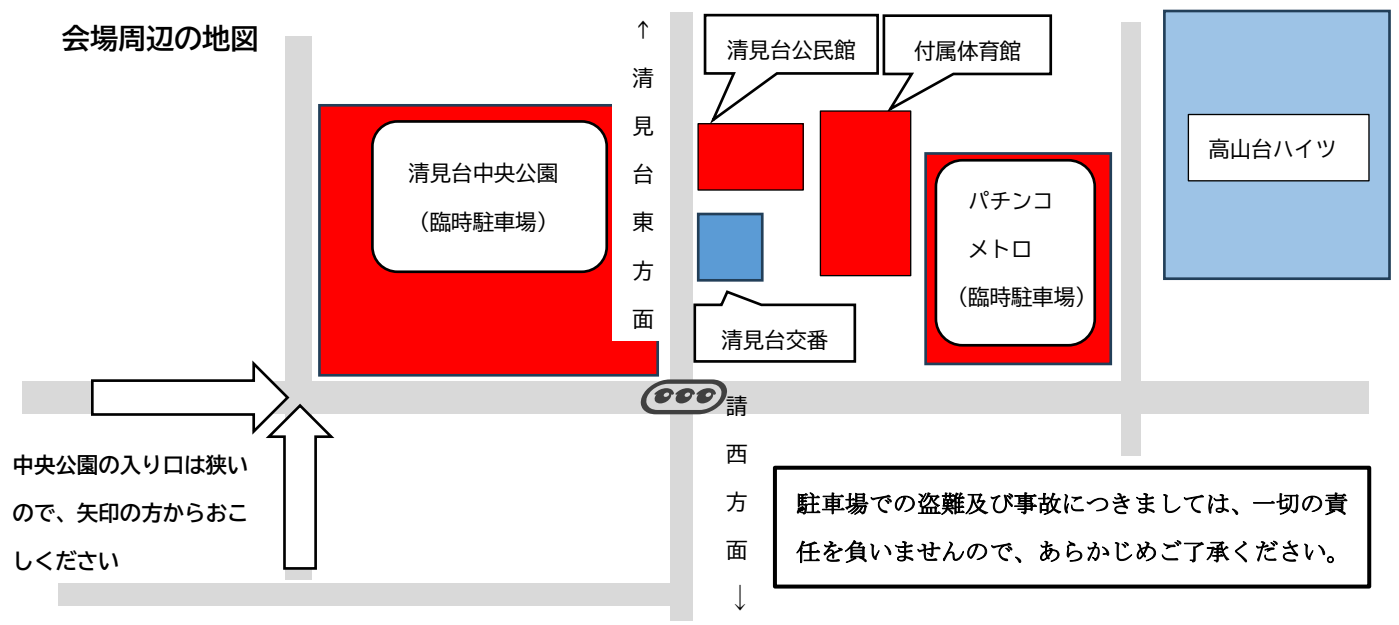 会場周辺の地図
↑清見台東方面
清見台公民館
付属体育館
高山台ハイツ
清見台中央公園
（臨時駐車場）
パチンコ
メトロ
（臨時駐車場）
清見台交番
請西方面↓
中央公園の入り口は狭い
ので、矢印の方からおこ
しください
駐車場での盗難及び事故につきましては、一切の責
任を負いませんので、あらかじめご了承ください。